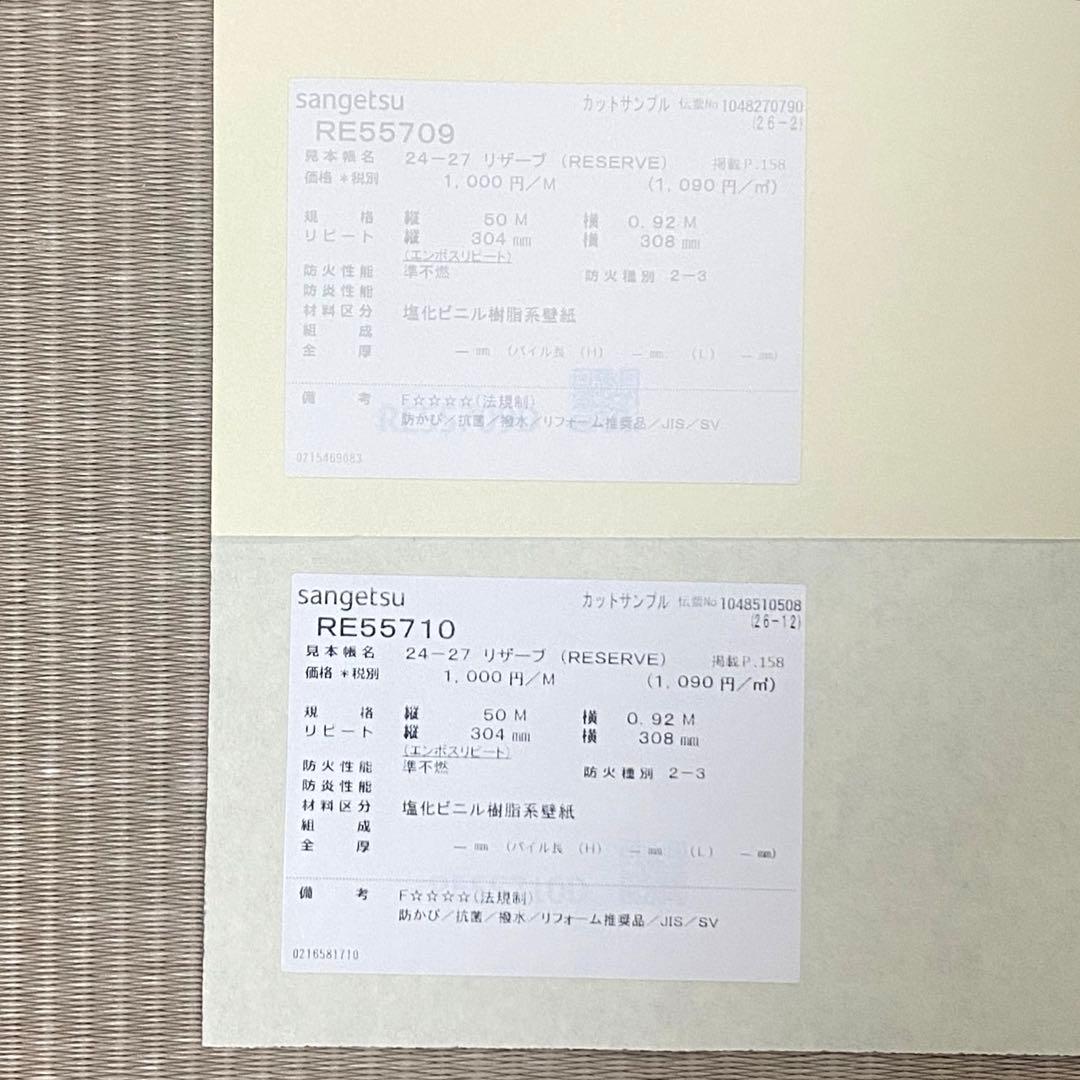 sangetsu カットサンプル 伝票No 1048270790
RE55709 (26-2)
見本帳名 24-27 リザーブ (RESERVE) 掲載P.158
価格 *税別 1,000 円/M (1,090 円/㎡)
規格 縦 50 M 横 0.92 M
リピート 縦 304 mm 横 308 mm
(エンボスリピート)
防火性能 準不燃 防火種別 2-3
防炎性能
材料区分 塩化ビニル樹脂系壁紙
組成
全厚 — mm (パイル長 (H) — mm (L) — mm)
備考 F☆☆☆☆(法規制)
防かび/抗菌/撥水/リフォーム推奨品/JIS/SV
0215469083
sangetsu カットサンプル 伝票No 1048510508
RE55710 (26-12)
見本帳名 24-27 リザーブ (RESERVE) 掲載P.158
価格 *税別 1,000 円/M (1,090 円/㎡)
規格 縦 50 M 横 0.92 M
リピート 縦 304 mm 横 308 mm
(エンボスリピート)
防火性能 準不燃 防火種別 2-3
防炎性能
材料区分 塩化ビニル樹脂系壁紙
組成
全厚 — mm (パイル長 (H) — mm (L) — mm)
備考 F☆☆☆☆(法規制)
防かび/抗菌/撥水/リフォーム推奨品/JIS/SV
0216581710